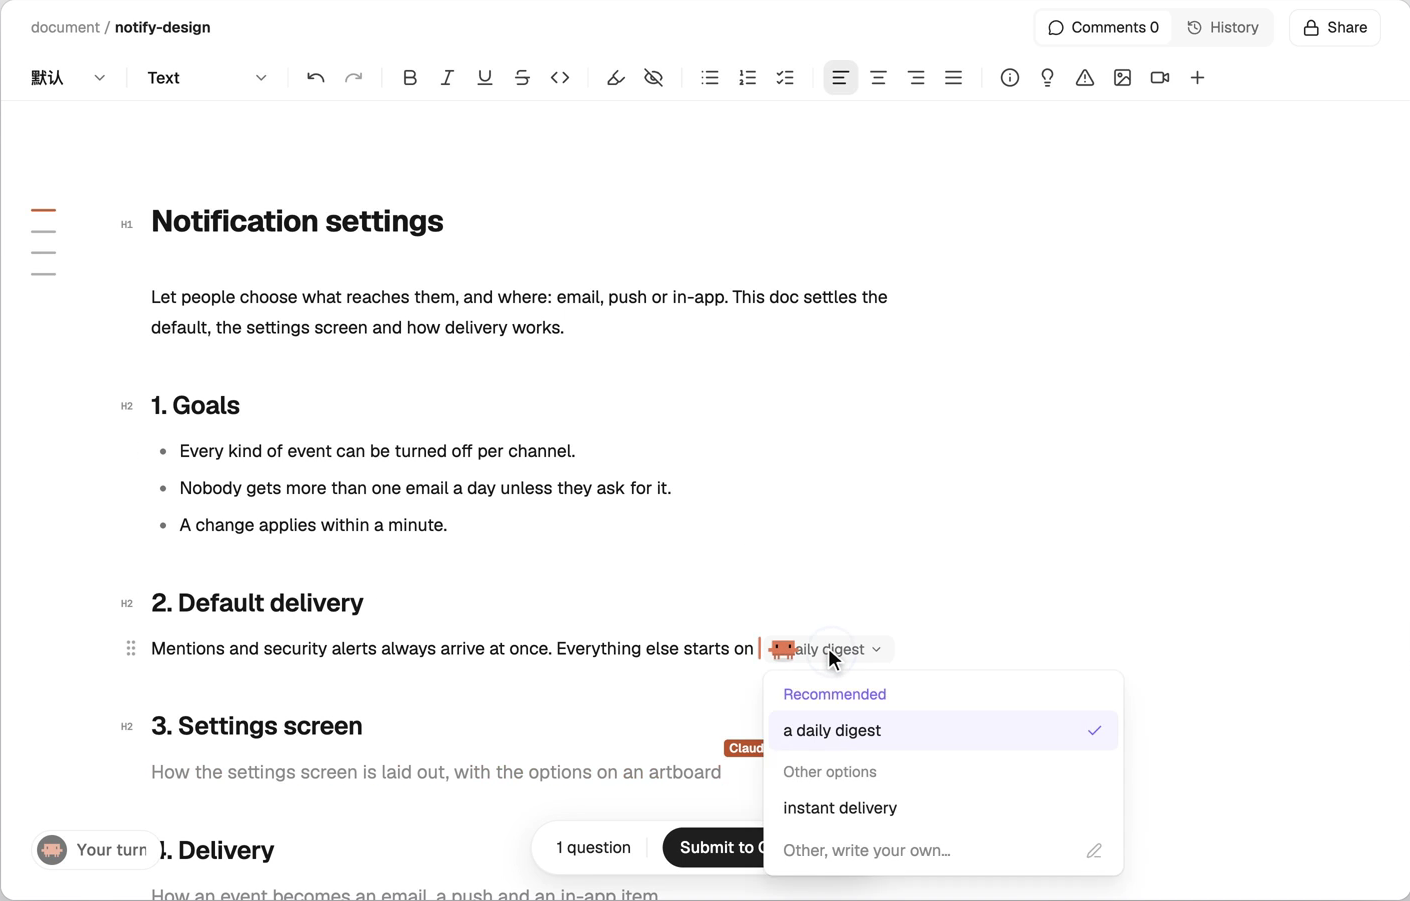 document / notify-design
Comments 0
History
Share
默认
Text
H1
Notification settings
Let people choose what reaches them, and where: email, push or in-app. This doc settles the
default, the settings screen and how delivery works.
H2
1. Goals
• Every kind of event can be turned off per channel.
• Nobody gets more than one email a day unless they ask for it.
• A change applies within a minute.
H2
2. Default delivery
Mentions and security alerts always arrive at once. Everything else starts on
digest
Recommended
a daily digest
Other options
instant delivery
Other, write your own...
H2
3. Settings screen
How the settings screen is laid out, with the options on an artboard
Your turn
4. Delivery
1 question
Submit to
How an event becomes an email, a push and an in-app item